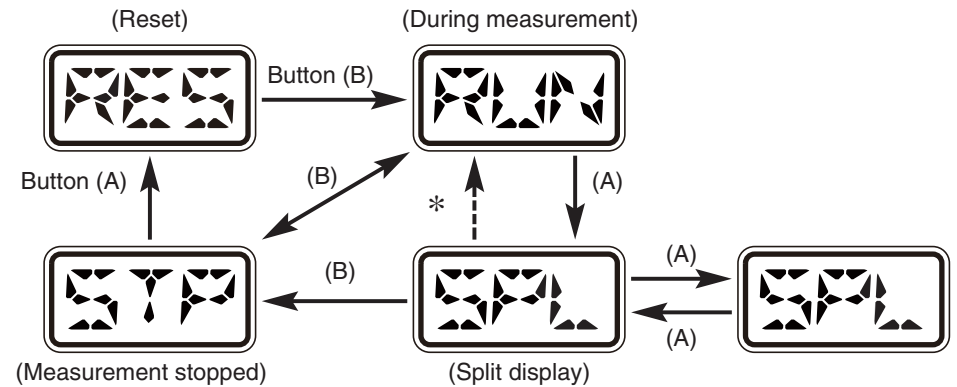 (Reset)
(During measurement)
RES
Button (B)
RUN
Button (A)
(B)
*
(A)
STP
(B)
SPL
(A)
(A)
SPL
(Measurement stopped)
(Split display)